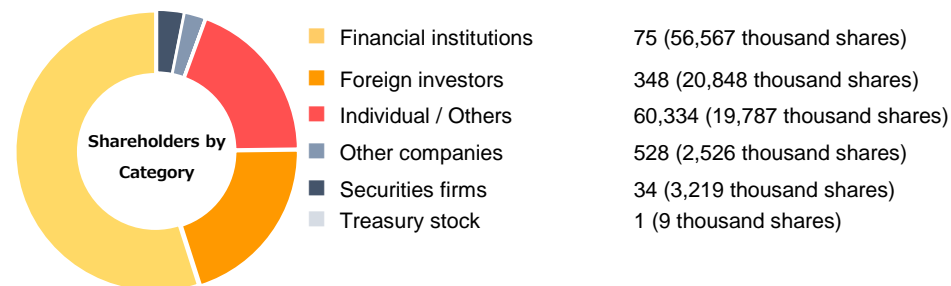 Shareholders by
Category
Financial institutions 75 (56,567 thousand shares)
Foreign investors 348 (20,848 thousand shares)
Individual / Others 60,334 (19,787 thousand shares)
Other companies 528 (2,526 thousand shares)
Securities firms 34 (3,219 thousand shares)
Treasury stock 1 (9 thousand shares)